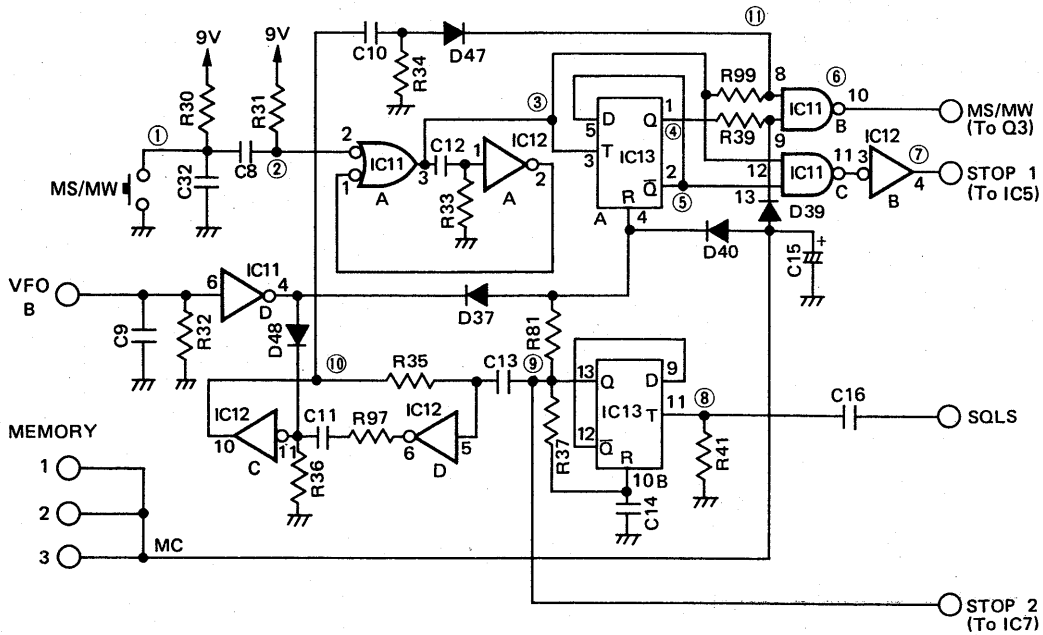 ⑪
9V
9V
C10
D47
R34
R30
R31
R99
8
⑥
③
1
IC11
10
MS/MW
(To Q3)
5
D
Q
④
R39
B
①
2
C12
IC12
T
3
IC13
9
C8
②
IC11
1
2
Q̅
12
IC11
11
IC12
3
⑦
STOP 1
(To IC5)
MS/MW
C32
1
3
A
R33
2
A
R
⑤
13
C
4
B
A
4
D39
D40
C15
+
VFO
B
6
IC11
4
D
D37
C9
R32
D48
R81
⑩
R35
C13
⑨
13
Q
D
9
IC12
C11
R97
IC12
IC13
T
11
⑧
C16
SQLS
MEMORY
10
C
11
6
D
5
R37
12
Q̅
R
R41
1
R36
10
B
2
C14
3
MC
STOP 2
(To IC7)